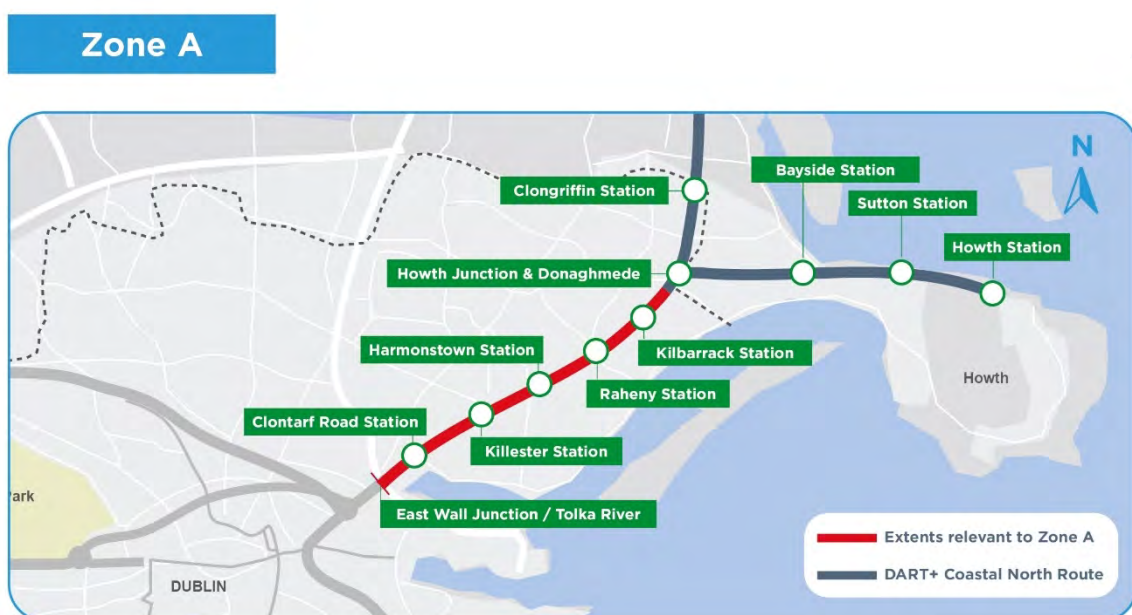 Zone A
N
Bayside Station
Clongriffin Station
Sutton Station
Howth Station
Howth Junction & Donaghmede
Harmonstown Station
Kilbarrack Station
Howth
Raheny Station
Clontarf Road Station
Killester Station
ark
East Wall Junction / Tolka River
Extents relevant to Zone A
DART+ Coastal North Route
DUBLIN